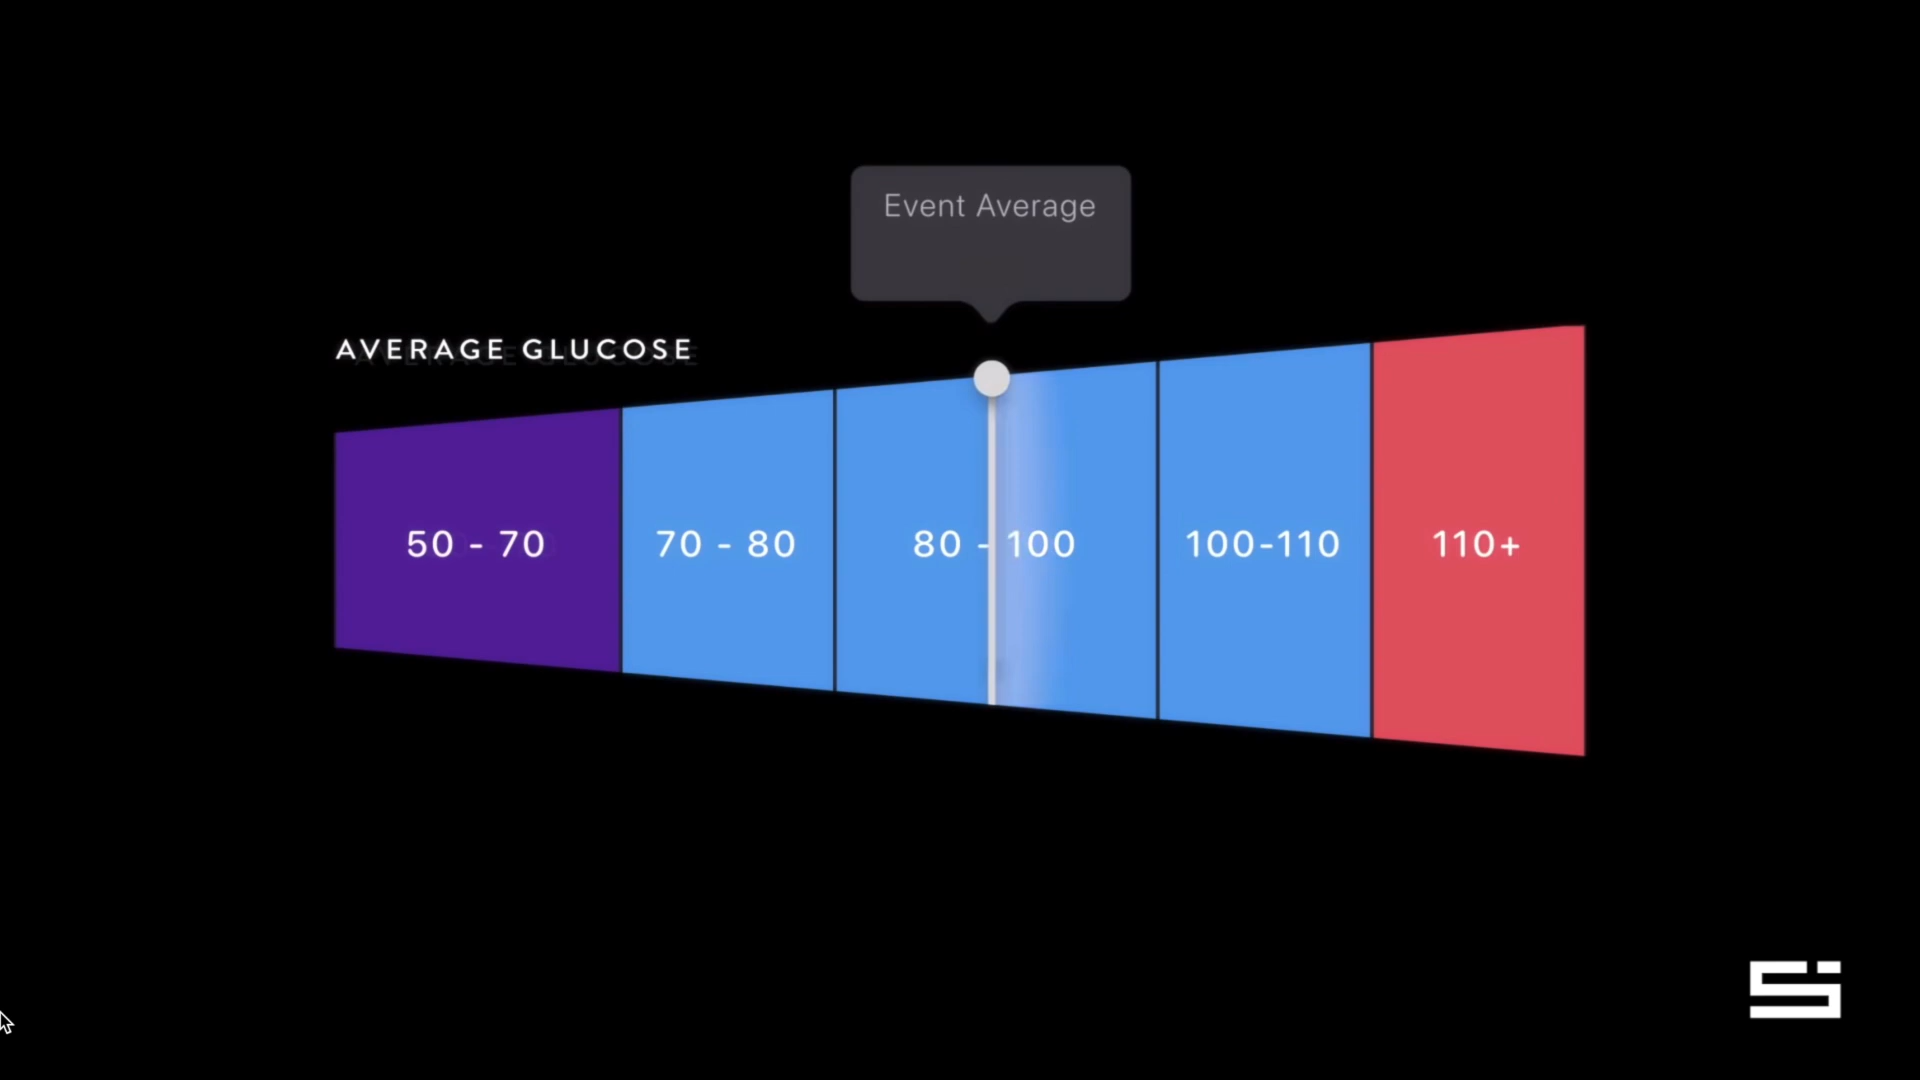 Event Average
AVERAGE GLUCOSE
50 - 70
70 - 80
80 - 100
100-110
110+